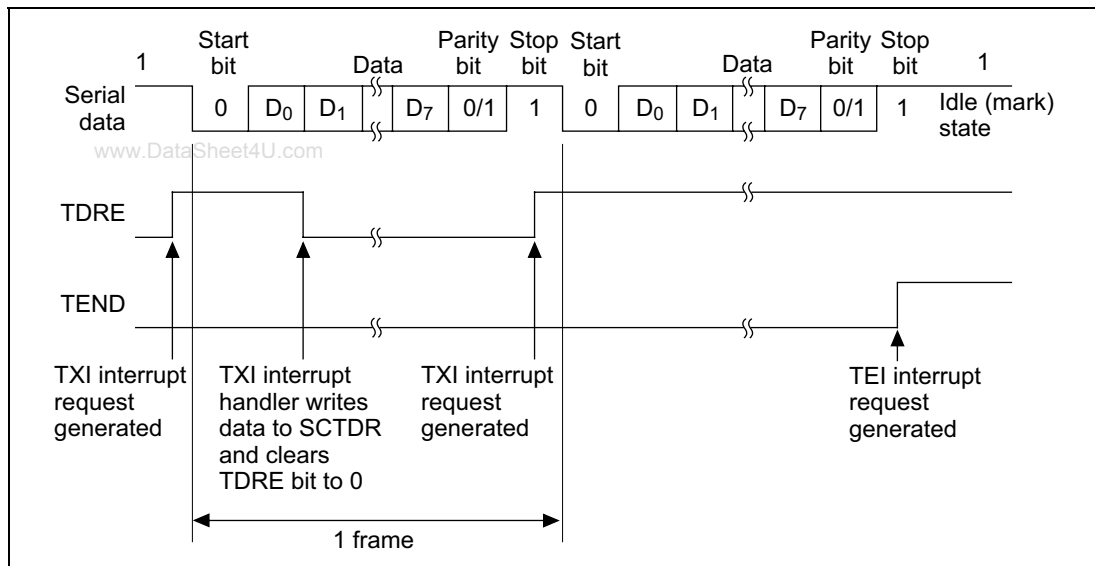 1
Start
bit
Data
Parity
bit
Stop
bit
Start
bit
Data
Parity
bit
Stop
bit
1
Serial
data
0 D0 D1 D7 0/1 1 0 D0 D1 D7 0/1 1
Idle (mark)
state
www.DataSheet4U.com
TDRE
TEND
TXI interrupt
request
generated
TXI interrupt
handler writes
data to SCTDR
and clears
TDRE bit to 0
TXI interrupt
request
generated
TEI interrupt
request
generated
1 frame